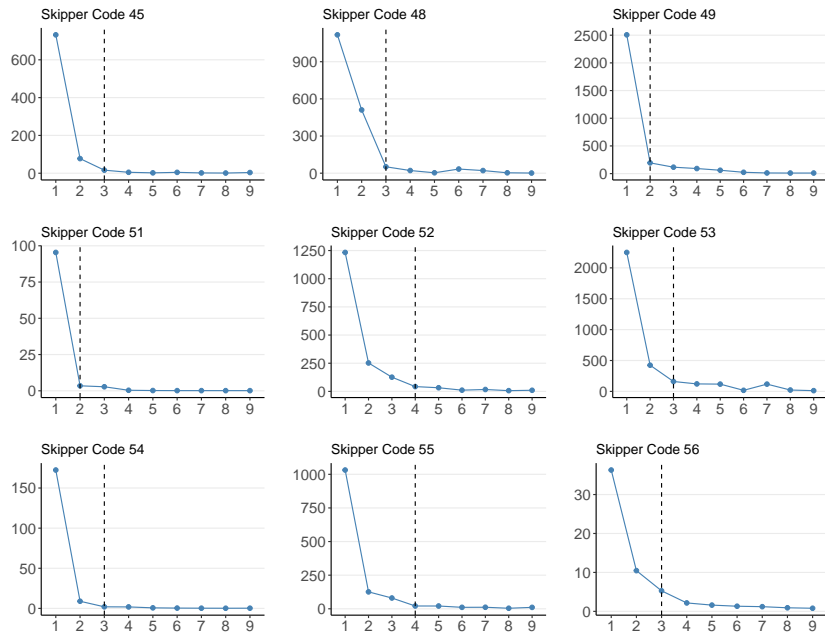 Skipper Code 45
600
400
200
0
1 2 3 4 5 6 7 8 9
Skipper Code 48
900
600
300
0
1 2 3 4 5 6 7 8 9
Skipper Code 49
2500
2000
1500
1000
500
0
1 2 3 4 5 6 7 8 9
Skipper Code 51
100
75
50
25
0
1 2 3 4 5 6 7 8 9
Skipper Code 52
1250
1000
750
500
250
0
1 2 3 4 5 6 7 8 9
Skipper Code 53
2000
1500
1000
500
0
1 2 3 4 5 6 7 8 9
Skipper Code 54
150
100
50
0
1 2 3 4 5 6 7 8 9
Skipper Code 55
1000
750
500
250
0
1 2 3 4 5 6 7 8 9
Skipper Code 56
30
20
10
0
1 2 3 4 5 6 7 8 9